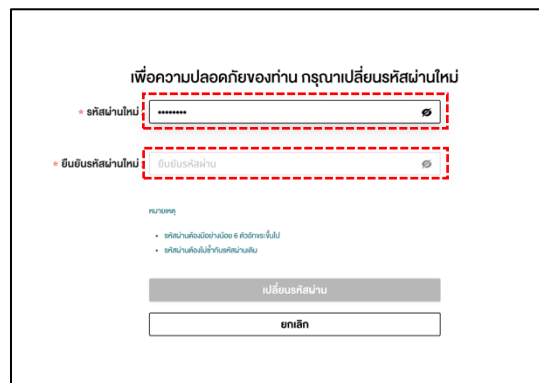 เพื่อความปลอดภัยของท่าน กรุณาเปลี่ยนรหัสผ่านใหม่
* รหัสผ่านใหม่ ••••••••
* ยืนยันรหัสผ่านใหม่ ยืนยันรหัสผ่าน
หมายเหตุ
• รหัสผ่านต้องมีอย่างน้อย 6 ตัวอักษรขึ้นไป
• รหัสผ่านต้องไม่ซ้ำกับรหัสผ่านเดิม
เปลี่ยนรหัสผ่าน
ยกเลิก